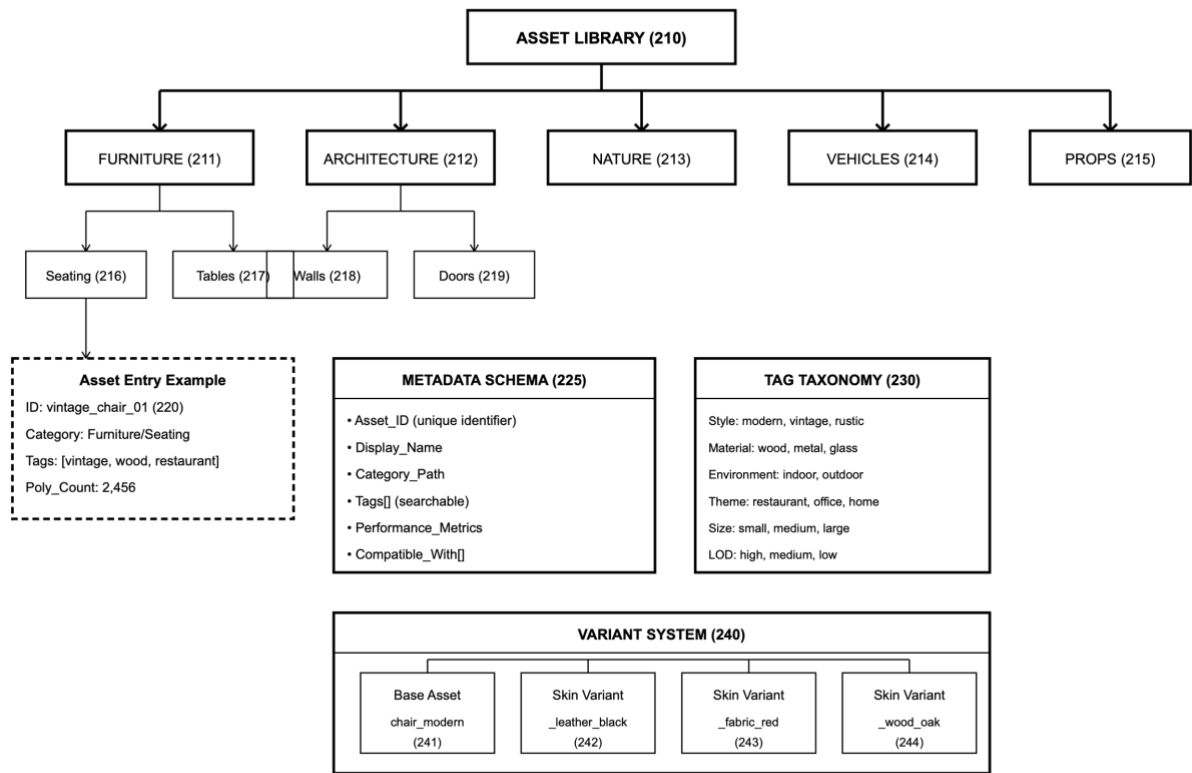 ASSET LIBRARY (210)
FURNITURE (211)
ARCHITECTURE (212)
NATURE (213)
VEHICLES (214)
PROPS (215)
Seating (216)
Tables (217)
Walls (218)
Doors (219)
Asset Entry Example
ID: vintage_chair_01 (220)
Category: Furniture/Seating
Tags: [vintage, wood, restaurant]
Poly_Count: 2,456
METADATA SCHEMA (225)
• Asset_ID (unique identifier)
• Display_Name
• Category_Path
• Tags[] (searchable)
• Performance_Metrics
• Compatible_With[]
TAG TAXONOMY (230)
Style: modern, vintage, rustic
Material: wood, metal, glass
Environment: indoor, outdoor
Theme: restaurant, office, home
Size: small, medium, large
LOD: high, medium, low
VARIANT SYSTEM (240)
Base Asset
chair_modern
(241)
Skin Variant
_leather_black
(242)
Skin Variant
_fabric_red
(243)
Skin Variant
_wood_oak
(244)